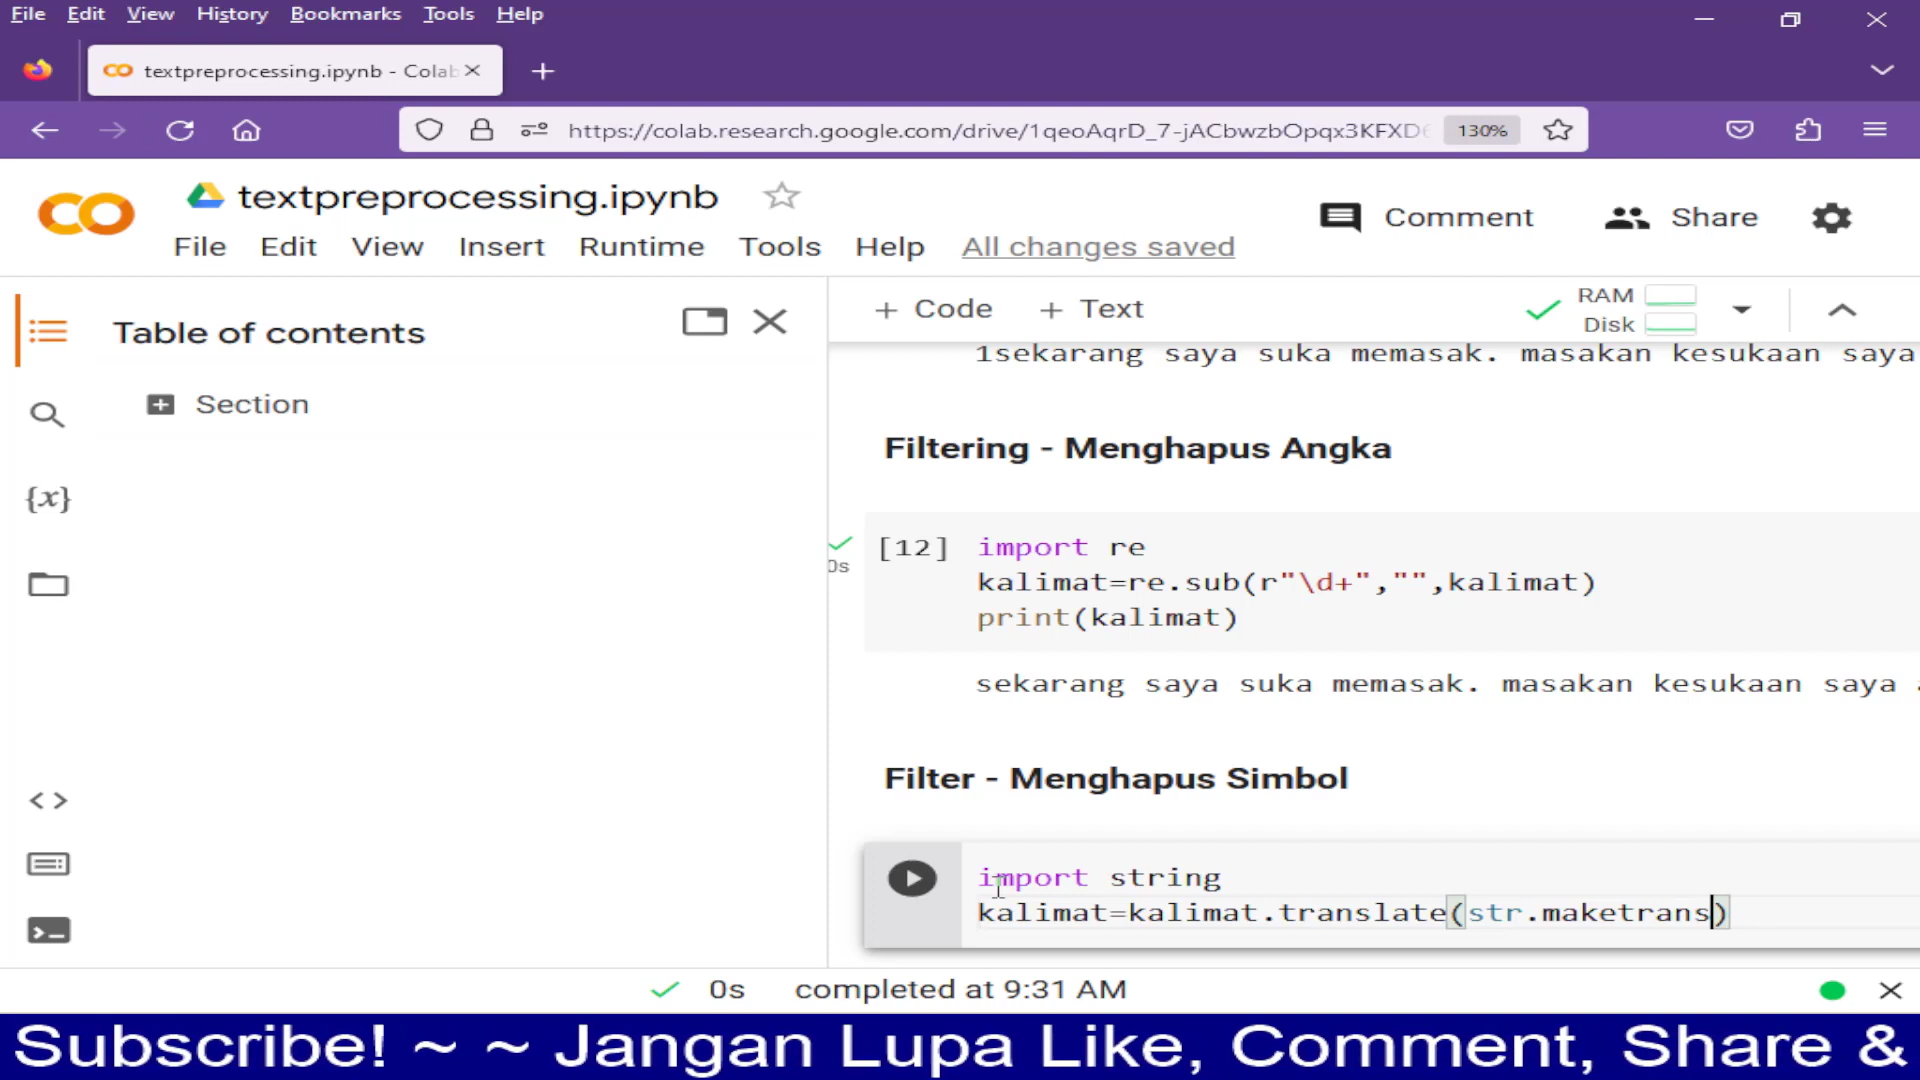 File Edit View History Bookmarks Tools Help
textpreprocessing.ipynb - Colab
https://colab.research.google.com/drive/1qeoAqrD_7-jACbwzbOpqx3KFXD 130%
textpreprocessing.ipynb
File Edit View Insert Runtime Tools Help All changes saved
Comment Share
Table of contents
Section
{x}
+ Code + Text
RAM
Disk
1sekarang saya suka memasak. masakan kesukaan saya
Filtering - Menghapus Angka
[12] import re
0s
kalimat=re.sub(r"\d+","",kalimat)
print(kalimat)
sekarang saya suka memasak. masakan kesukaan saya
Filter - Menghapus Simbol
import string
kalimat=kalimat.translate(str.maketrans)
0s completed at 9:31 AM
Subscribe! ~ ~ Jangan Lupa Like, Comment, Share &